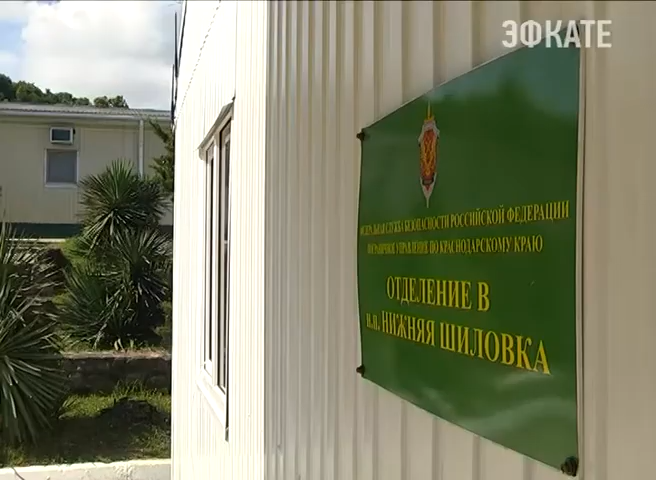 ЭФКАТЕ
ФЕДЕРАЛЬНАЯ СЛУЖБА БЕЗОПАСНОСТИ РОССИЙСКОЙ ФЕДЕРАЦИИ
ПОГРАНИЧНОЕ УПРАВЛЕНИЕ ПО КРАСНОДАРСКОМУ КРАЮ
ОТДЕЛЕНИЕ В
н.п. НИЖНЯЯ ШИЛОВКА